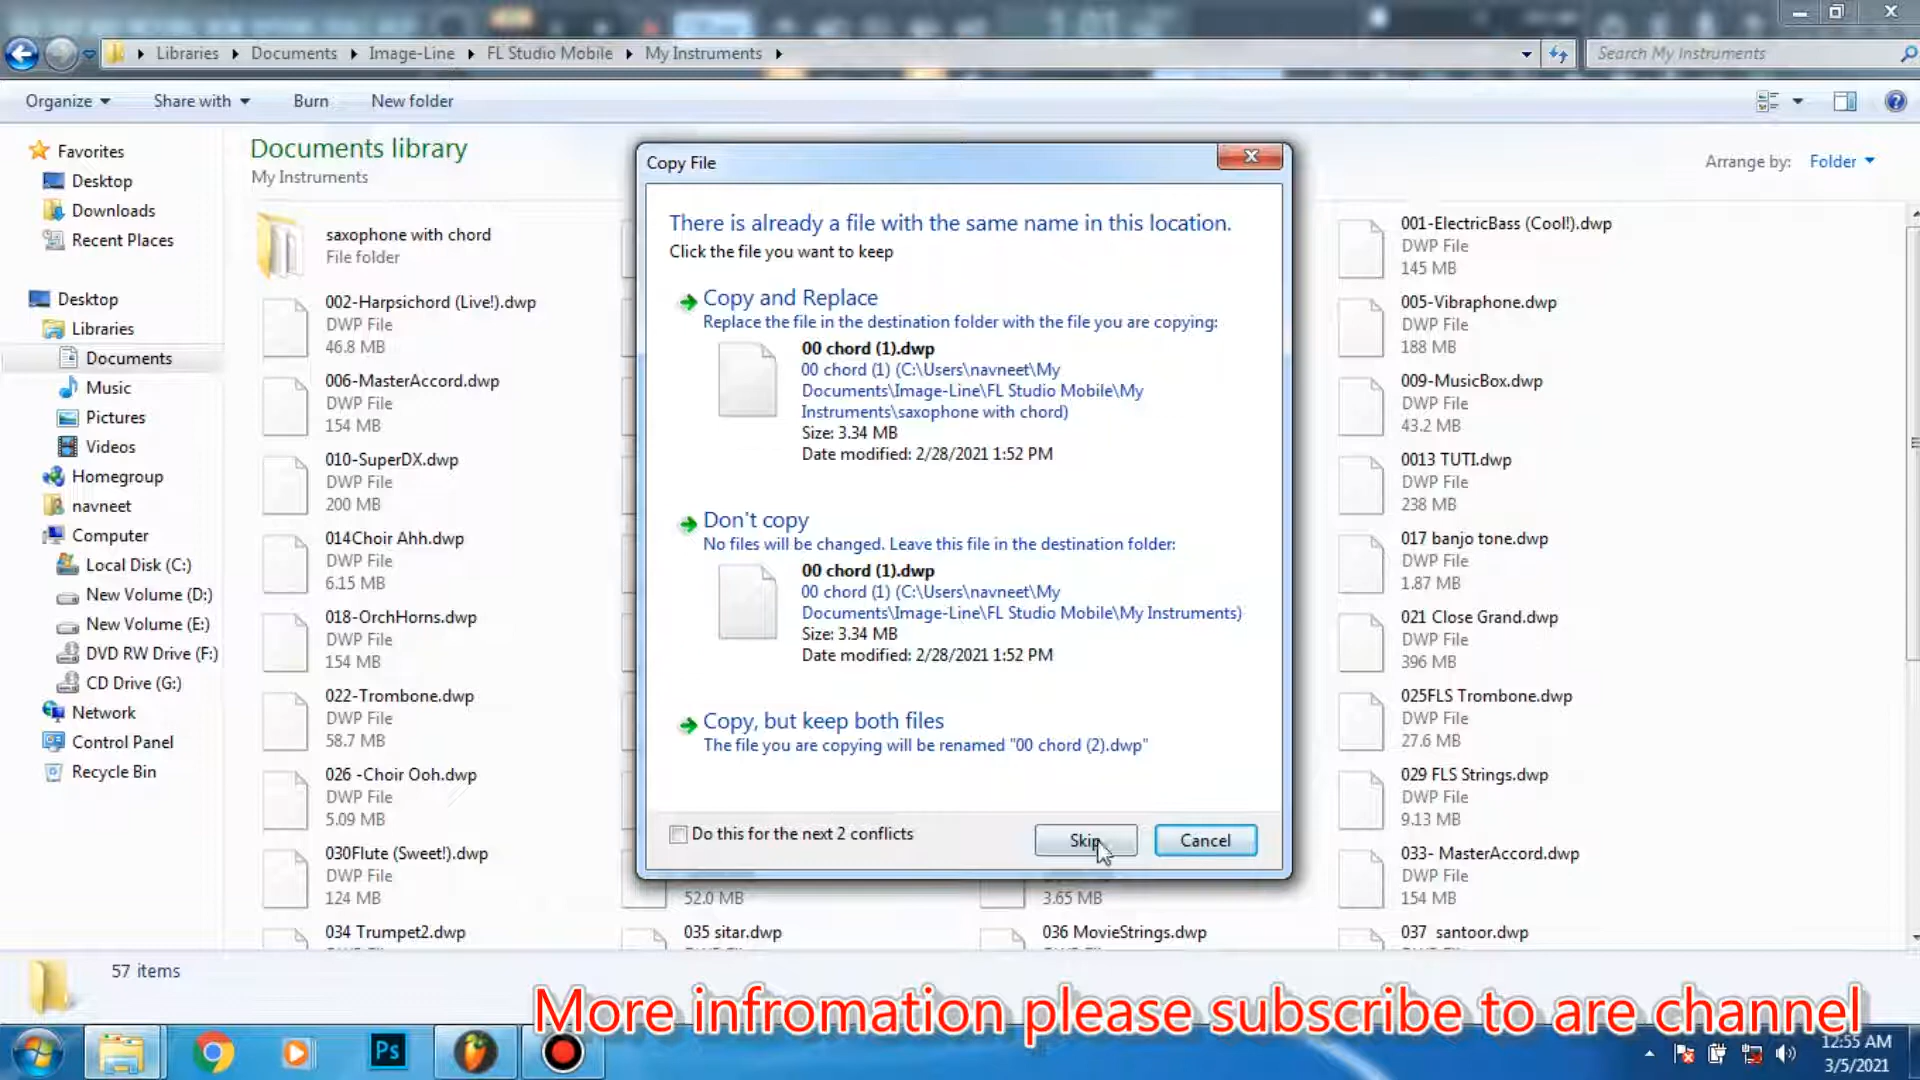 Libraries Documents Image-Line FL Studio Mobile My Instruments
Search My Instruments
Organize Share with Burn New folder
Favorites
Desktop
Downloads
Recent Places
Desktop
Libraries
Documents
Music
Pictures
Videos
Homegroup
navneet
Computer
Local Disk (C:)
New Volume (D:)
New Volume (E:)
DVD RW Drive (F:)
CD Drive (G:)
Network
Control Panel
Recycle Bin
Documents library
My Instruments
Arrange by: Folder
saxophone with chord
File folder
002-Harpsichord (Live!).dwp
DWP File
46.8 MB
006-MasterAccord.dwp
DWP File
154 MB
010-SuperDX.dwp
DWP File
200 MB
014Choir Ahh.dwp
DWP File
6.15 MB
018-OrchHorns.dwp
DWP File
154 MB
022-Trombone.dwp
DWP File
58.7 MB
026 -Choir Ooh.dwp
DWP File
5.09 MB
030Flute (Sweet!).dwp
DWP File
124 MB
034 Trumpet2.dwp
Copy File
There is already a file with the same name in this location.
Click the file you want to keep
Copy and Replace
Replace the file in the destination folder with the file you are copying:
00 chord (1).dwp
00 chord (1) (C:\Users\navneet\My
Documents\Image-Line\FL Studio Mobile\My
Instruments\saxophone with chord)
Size: 3.34 MB
Date modified: 2/28/2021 1:52 PM
Don't copy
No files will be changed. Leave this file in the destination folder:
00 chord (1).dwp
00 chord (1) (C:\Users\navneet\My
Documents\Image-Line\FL Studio Mobile\My Instruments)
Size: 3.34 MB
Date modified: 2/28/2021 1:52 PM
Copy, but keep both files
The file you are copying will be renamed "00 chord (2).dwp"
Do this for the next 2 conflicts
Skip
Cancel
52.0 MB
035 sitar.dwp
3.65 MB
036 MovieStrings.dwp
001-ElectricBass (Cool!).dwp
DWP File
145 MB
005-Vibraphone.dwp
DWP File
188 MB
009-MusicBox.dwp
DWP File
43.2 MB
0013 TUTI.dwp
DWP File
238 MB
017 banjo tone.dwp
DWP File
1.87 MB
021 Close Grand.dwp
DWP File
396 MB
025FLS Trombone.dwp
DWP File
27.6 MB
029 FLS Strings.dwp
DWP File
9.13 MB
033- MasterAccord.dwp
DWP File
154 MB
037 santoor.dwp
57 items
More infromation please subscribe to are channel
Ps
12:55 AM
3/5/2021